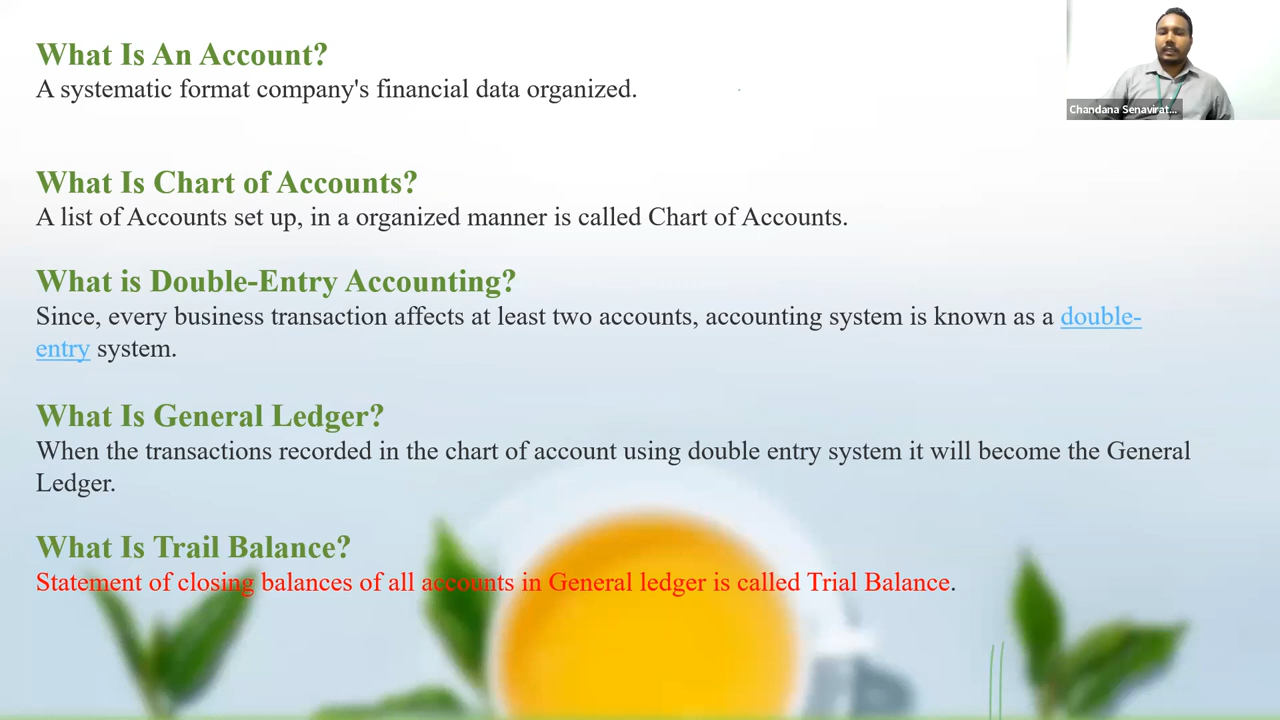 What Is An Account?
A systematic format company's financial data organized.
Chandana Senavirat...
What Is Chart of Accounts?
A list of Accounts set up, in a organized manner is called Chart of Accounts.
What is Double-Entry Accounting?
Since, every business transaction affects at least two accounts, accounting system is known as a double-
entry system.
What Is General Ledger?
When the transactions recorded in the chart of account using double entry system it will become the General
Ledger.
What Is Trail Balance?
Statement of closing balances of all accounts in General ledger is called Trial Balance.